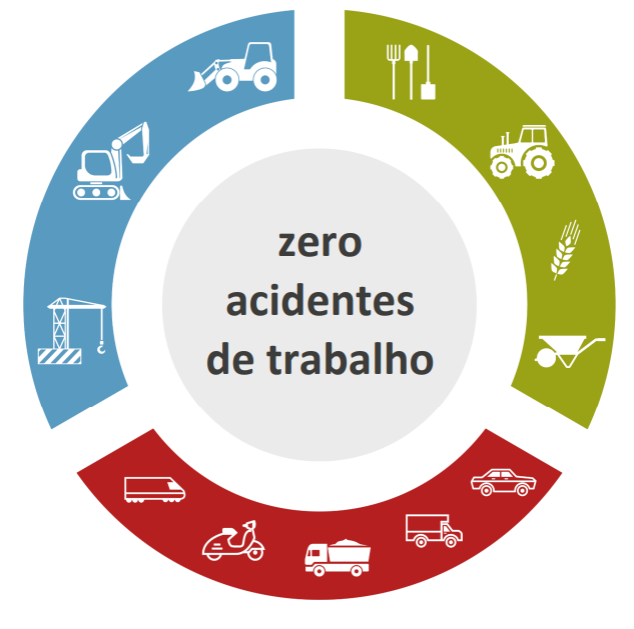 zero
acidentes
de trabalho